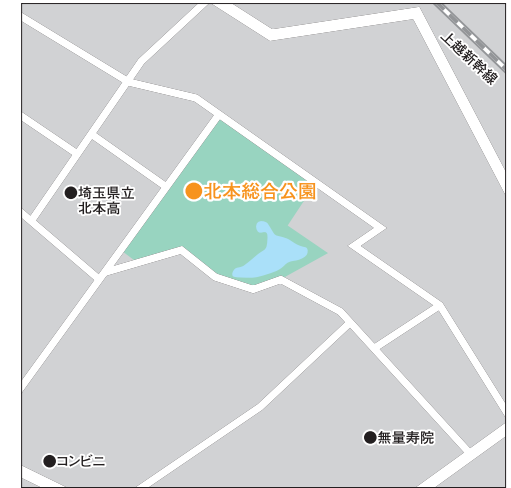 上越新幹線
●埼玉県立
北本高
●北本総合公園
●無量寿院
●コンビニ